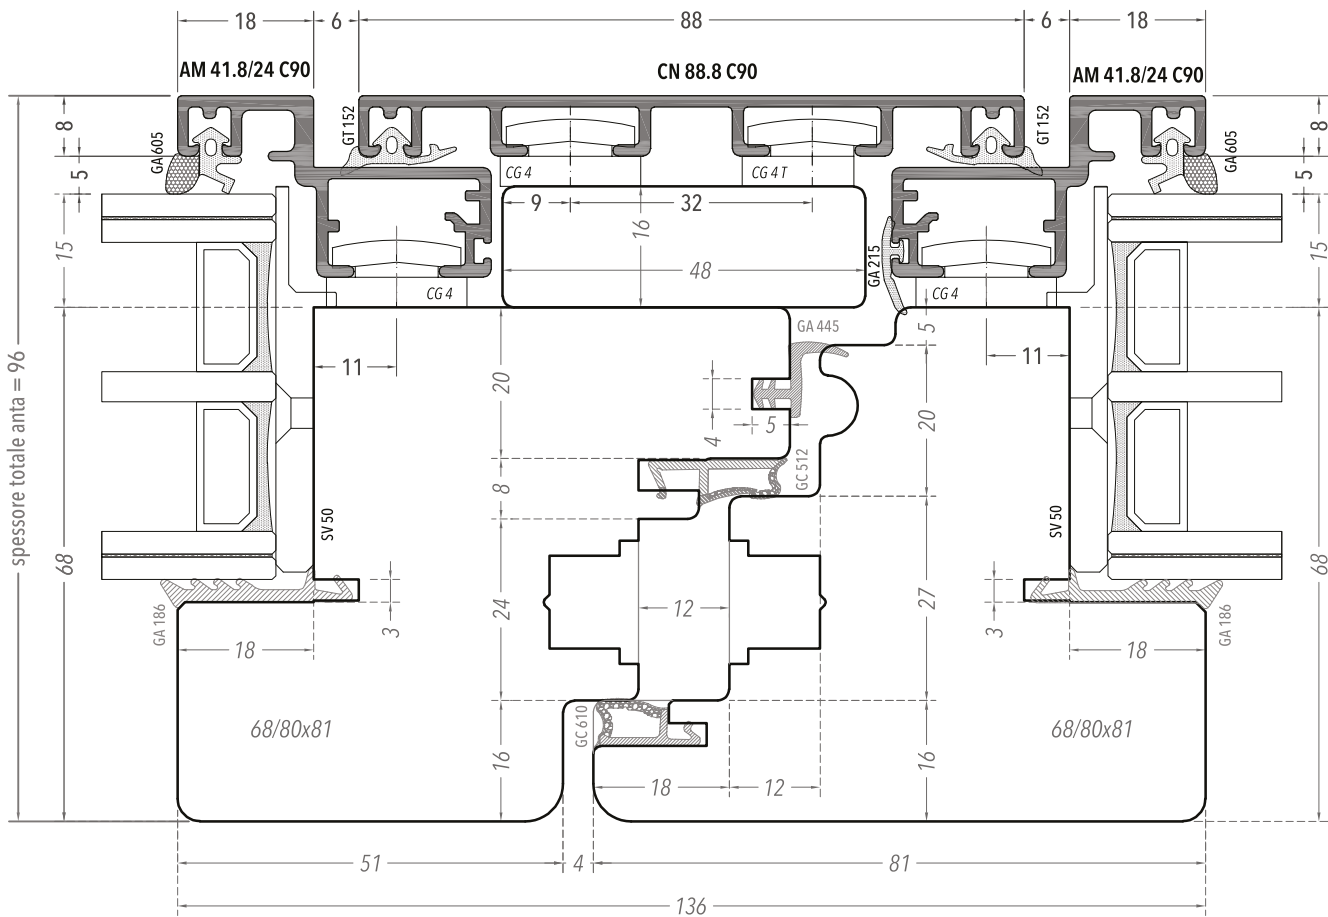 18
6
88
6
18
AM 41.8/24 C90
CN 88.8 C90
AM 41.8/24 C90
8
GA 605
GT 152
GT 152
GA 605
8
5
CG 4
CG 4 T
5
9
32
15
16
15
48
GA 215
CG 4
CG 4
GA 445
5
spessore totale anta = 96
11
11
20
4
5
20
GC 512
8
SV 50
SV 50
68
68
24
12
27
GA 186
3
3
GA 186
18
18
68/80x81
GC 610
68/80x81
16
18
12
16
51
4
81
136